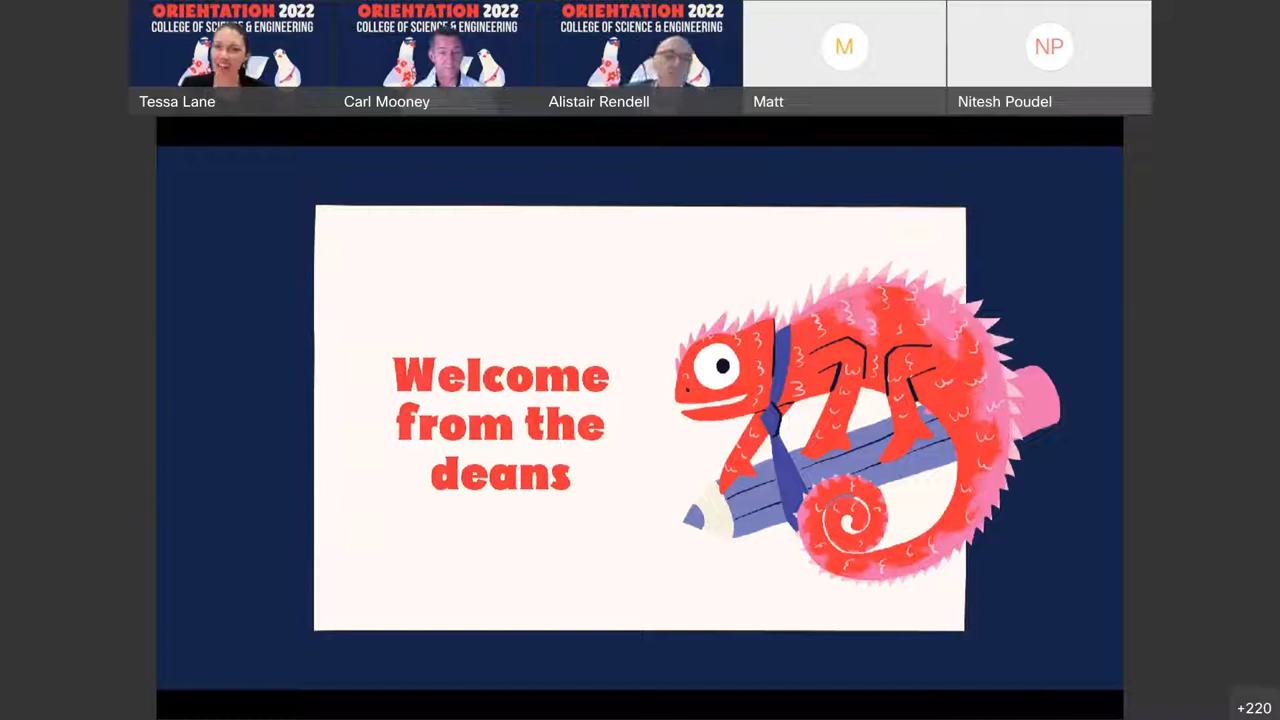 ORIENTATION 2022
COLLEGE OF SCIENCE & ENGINEERING
Tessa Lane
ORIENTATION 2022
COLLEGE OF SCIENCE & ENGINEERING
Carl Mooney
ORIENTATION 2022
COLLEGE OF SCIENCE & ENGINEERING
Alistair Rendell
M
Matt
NP
Nitesh Poudel
Welcome
from the
deans
+220